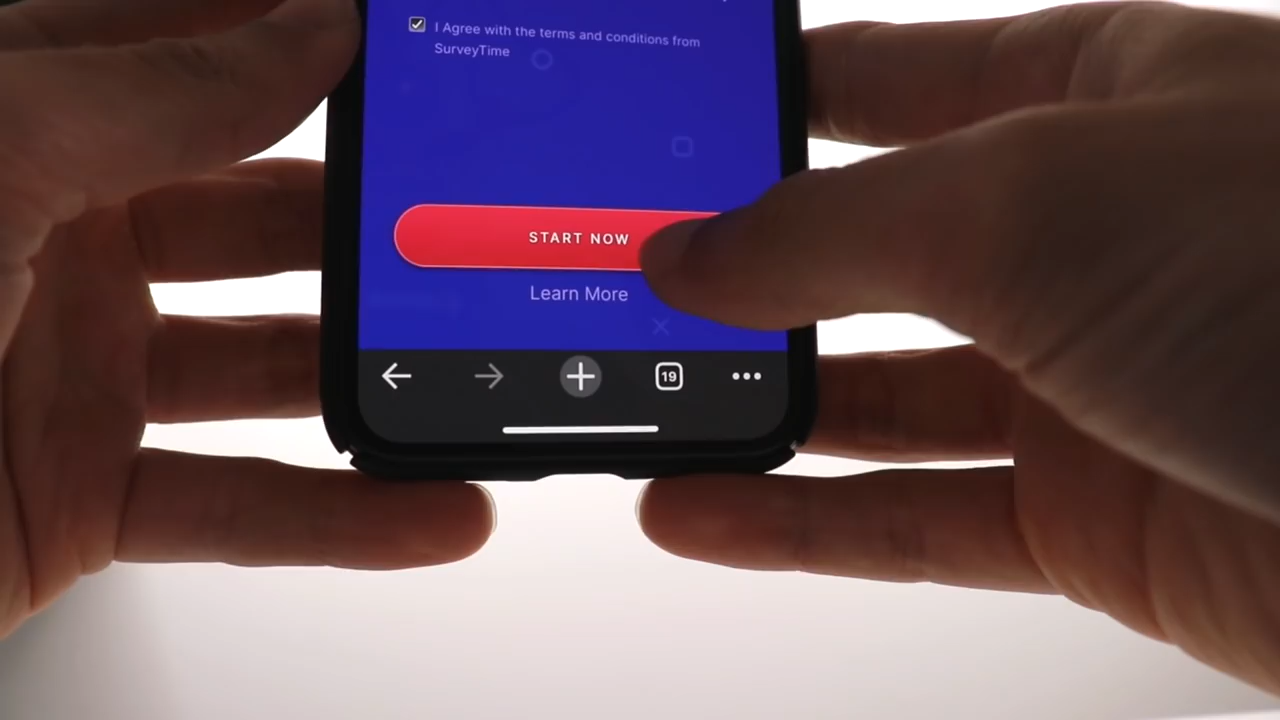 I Agree with the terms and conditions from
SurveyTime
START NOW
Learn More
19